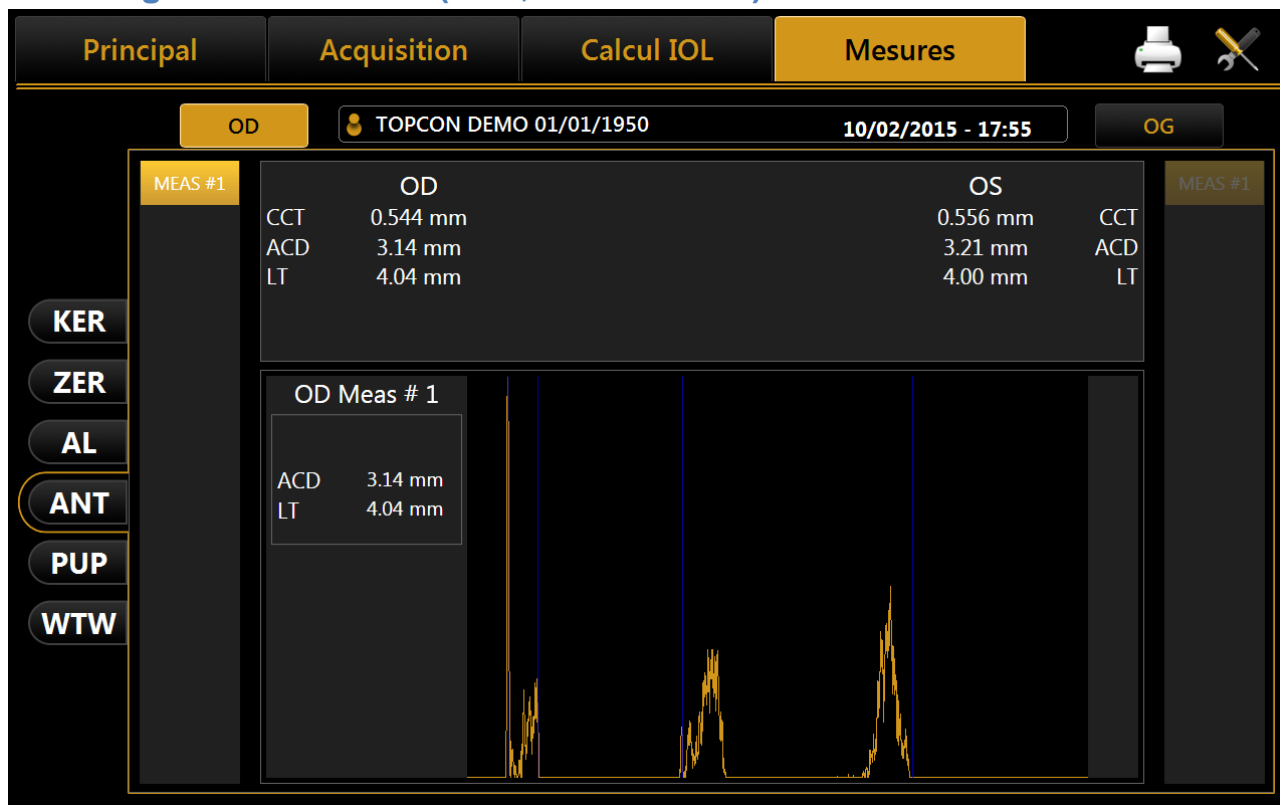 Principal Acquisition Calcul IOL Mesures
OD TOPCON DEMO 01/01/1950 10/02/2015 - 17:55 OG
MEAS #1 OD OS MEAS #1
CCT 0.544 mm 0.556 mm CCT
ACD 3.14 mm 3.21 mm ACD
LT 4.04 mm 4.00 mm LT
KER
ZER
AL
ANT
PUP
WTW
OD Meas # 1
ACD 3.14 mm
LT 4.04 mm